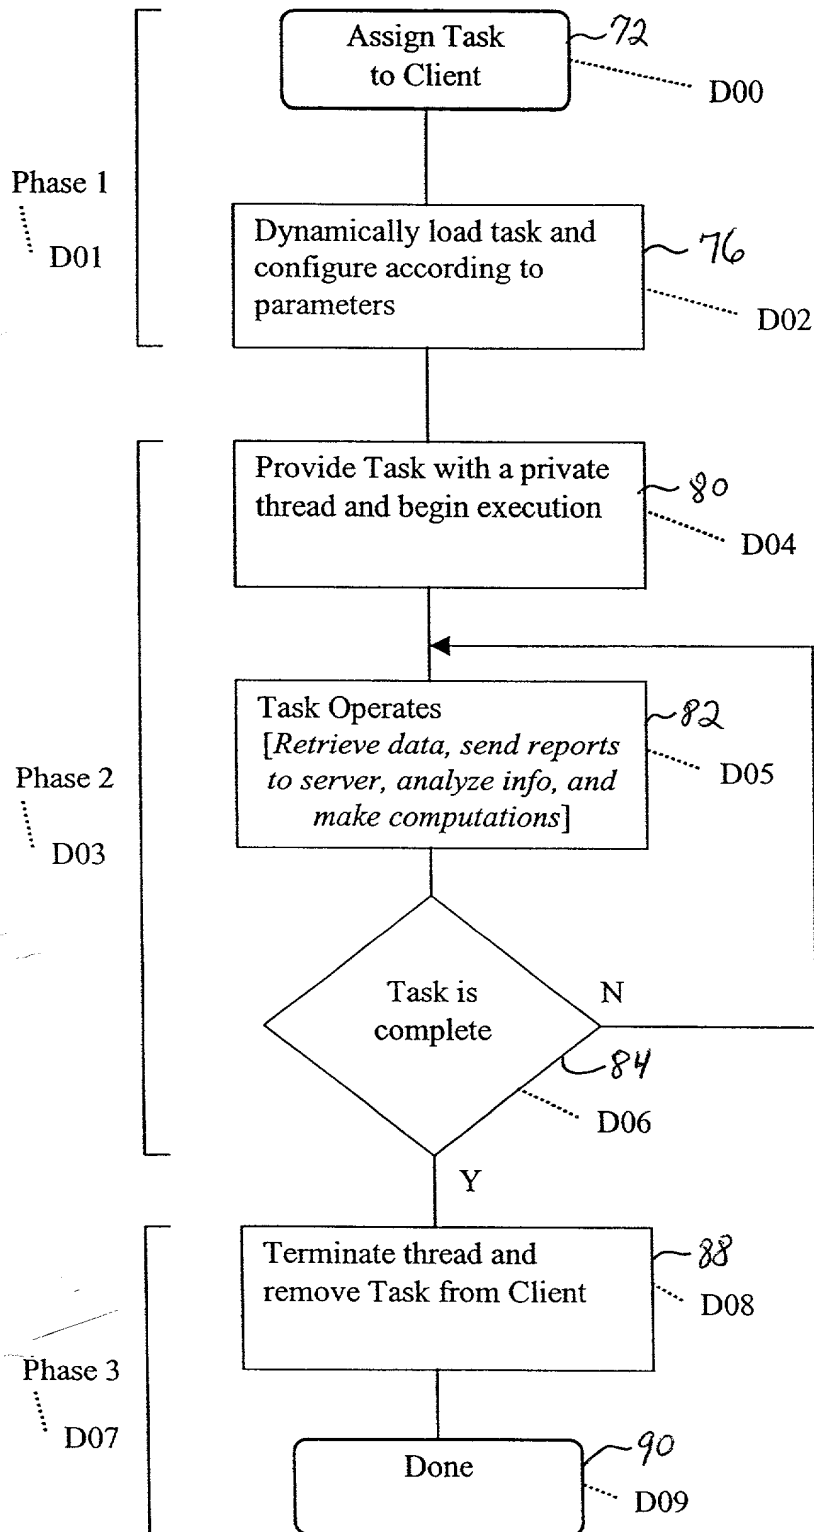 Assign Task
to Client
72
D00
Phase 1
D01
Dynamically load task and
configure according to
parameters
76
D02
Provide Task with a private
thread and begin execution
80
D04
Phase 2
D03
Task Operates
[Retrieve data, send reports
to server, analyze info, and
make computations]
82
D05
Task is
complete
N
84
D06
Y
Terminate thread and
remove Task from Client
88
D08
Phase 3
D07
Done
90
D09